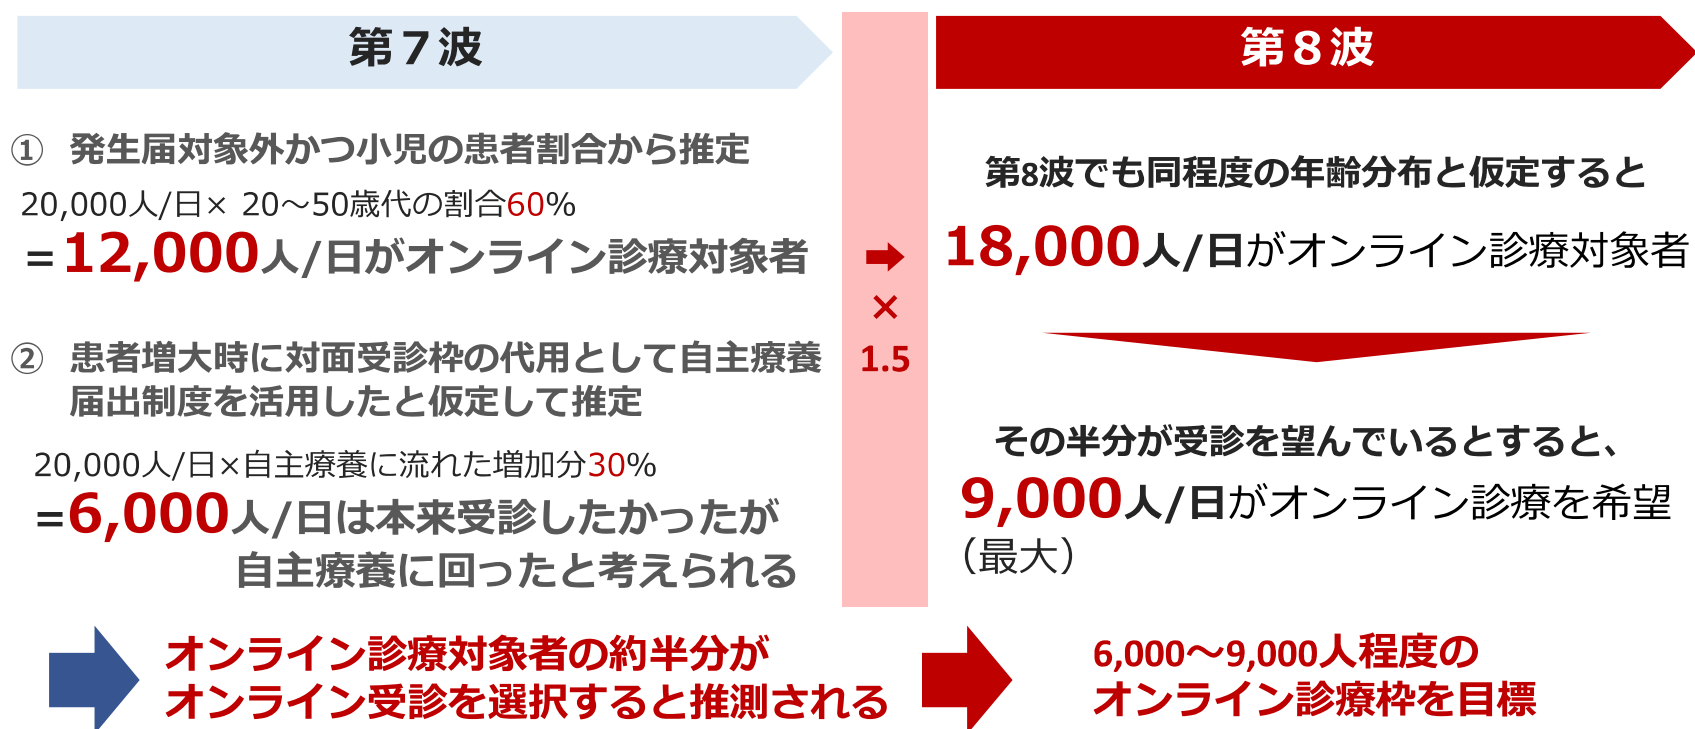 第７波
① 発生届対象外かつ小児の患者割合から推定
20,000人/日× 20～50歳代の割合60%
＝12,000人/日がオンライン診療対象者
② 患者増大時に対面受診枠の代用として自主療養
届出制度を活用したと仮定して推定
20,000人/日×自主療養に流れた増加分30%
=6,000人/日は本来受診したかったが
自主療養に回ったと考えられる
オンライン診療対象者の約半分が
オンライン受診を選択すると推測される
×
1.5
第８波
第8波でも同程度の年齢分布と仮定すると
18,000人/日がオンライン診療対象者
その半分が受診を望んでいるとすると、
9,000人/日がオンライン診療を希望
（最大）
6,000～9,000人程度の
オンライン診療枠を目標